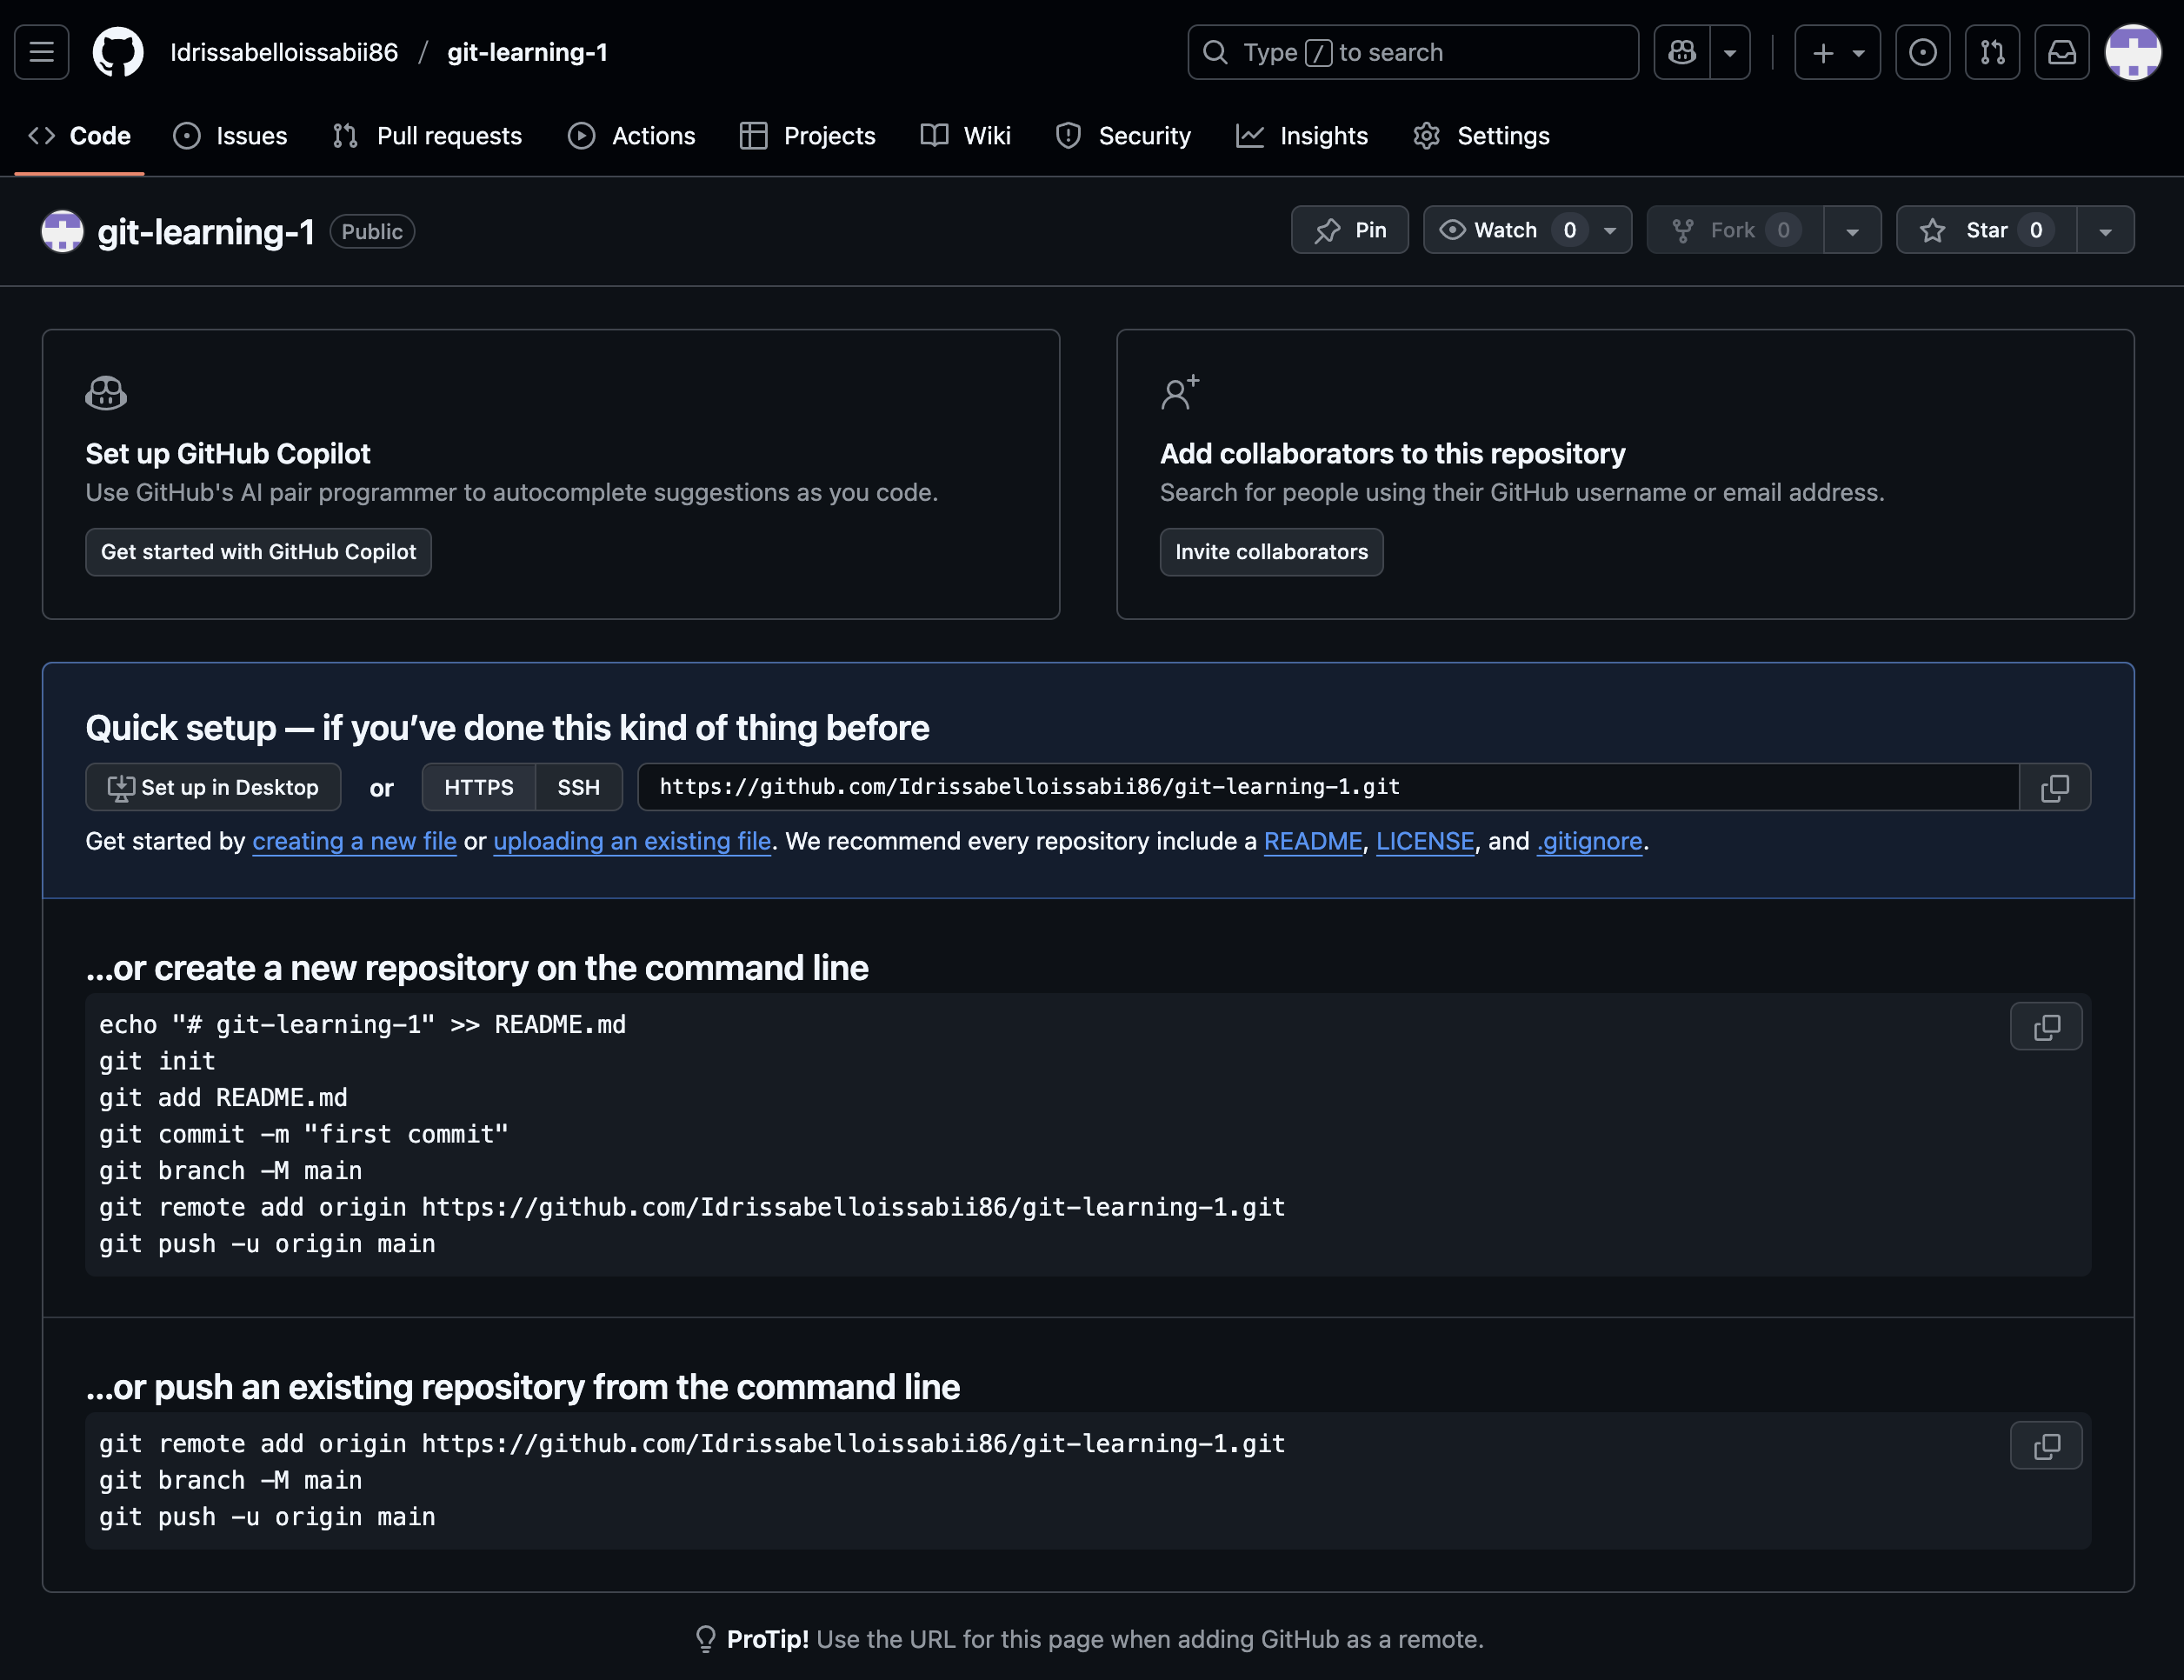 Idrissabelloissabii86 / git-learning-1
Type / to search
Code Issues Pull requests Actions Projects Wiki Security Insights Settings
git-learning-1 Public
Pin Watch 0 Fork 0 Star 0
Set up GitHub Copilot
Use GitHub's AI pair programmer to autocomplete suggestions as you code.
Get started with GitHub Copilot
Add collaborators to this repository
Search for people using their GitHub username or email address.
Invite collaborators
Quick setup — if you’ve done this kind of thing before
Set up in Desktop or HTTPS SSH https://github.com/Idrissabelloissabii86/git-learning-1.git
Get started by creating a new file or uploading an existing file. We recommend every repository include a README, LICENSE, and .gitignore.
…or create a new repository on the command line
echo "# git-learning-1" >> README.md
git init
git add README.md
git commit -m "first commit"
git branch -M main
git remote add origin https://github.com/Idrissabelloissabii86/git-learning-1.git
git push -u origin main
…or push an existing repository from the command line
git remote add origin https://github.com/Idrissabelloissabii86/git-learning-1.git
git branch -M main
git push -u origin main
ProTip! Use the URL for this page when adding GitHub as a remote.